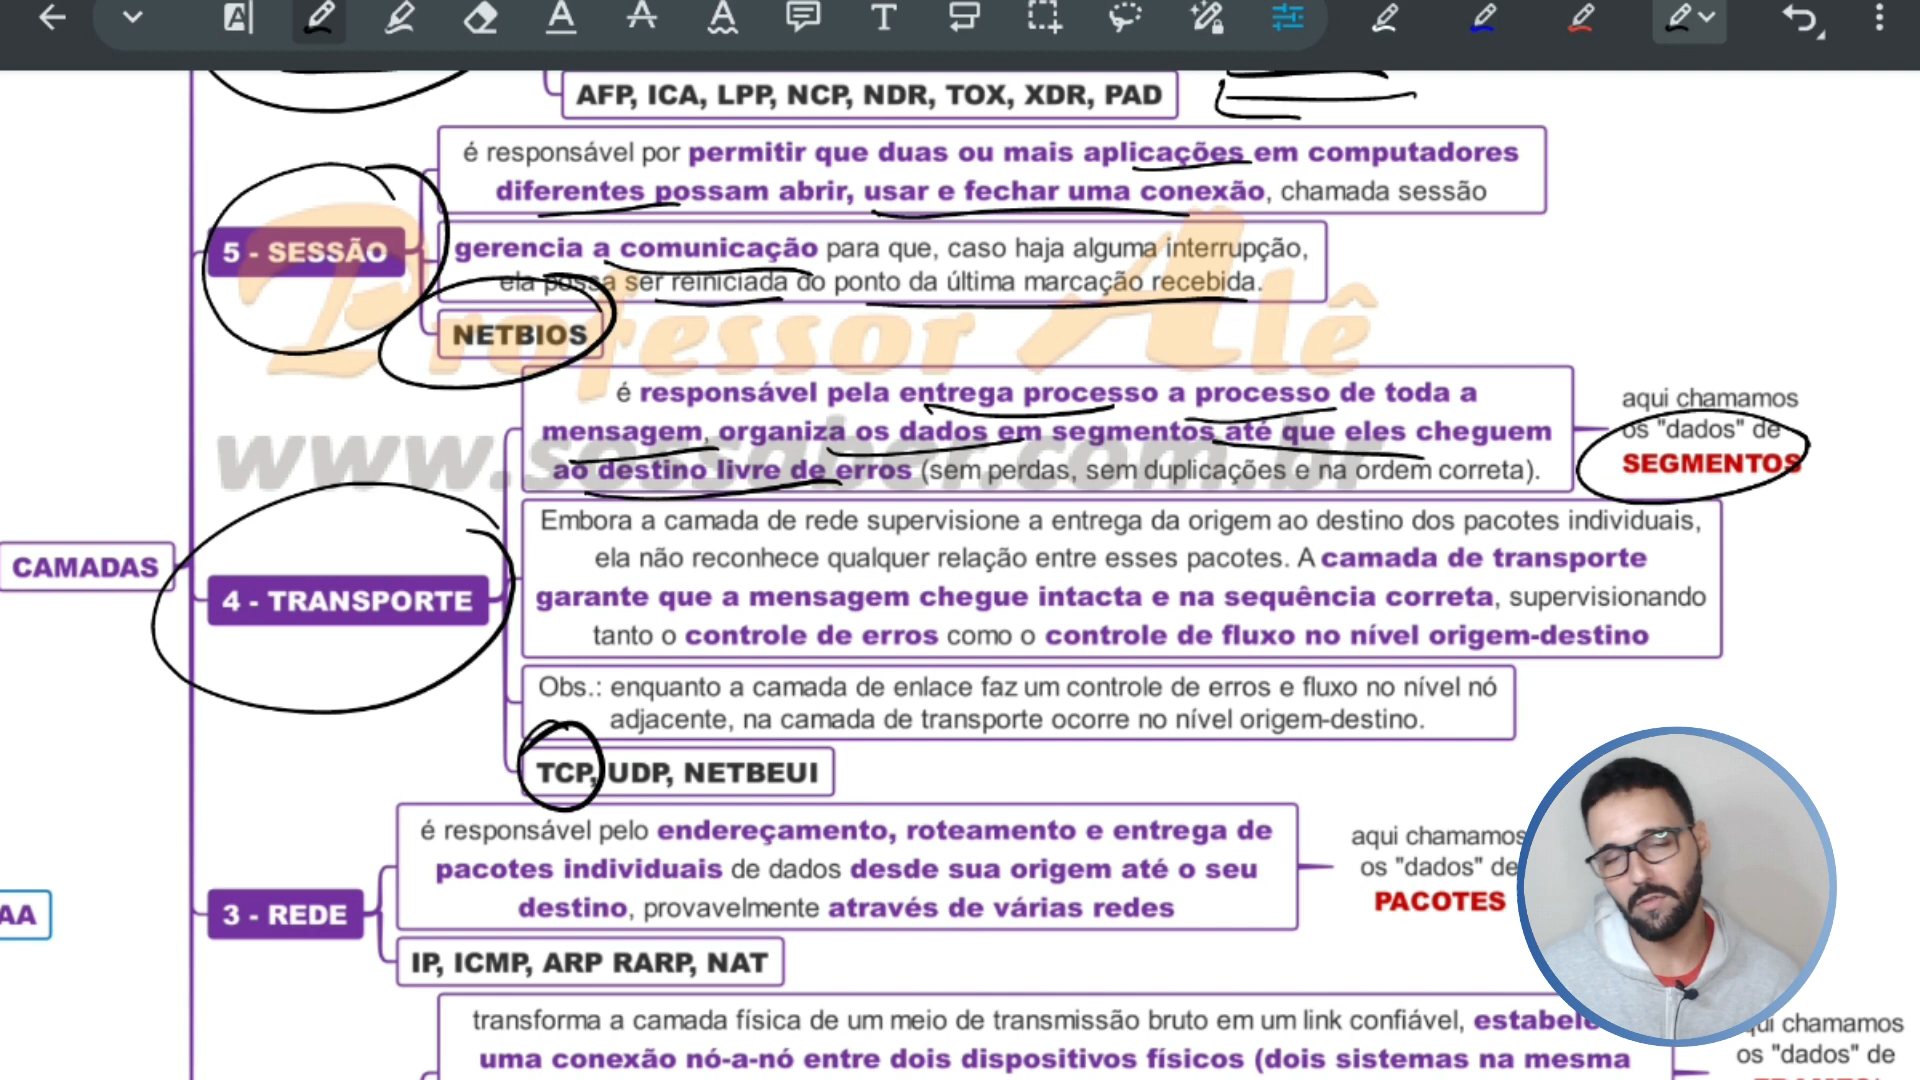 AFP, ICA, LPP, NCP, NDR, TOX, XDR, PAD
é responsável por permitir que duas ou mais aplicações em computadores
diferentes possam abrir, usar e fechar uma conexão, chamada sessão
5 - SESSÃO
gerencia a comunicação para que, caso haja alguma interrupção,
ela possa ser reiniciada do ponto da última marcação recebida.
NETBIOS
Professor Alê
é responsável pela entrega processo a processo de toda a
mensagem, organiza os dados em segmentos até que eles cheguem
ao destino livre de erros (sem perdas, sem duplicações e na ordem correta).
aqui chamamos
os "dados" de
SEGMENTOS
www.sossaber.com.br
Embora a camada de rede supervisione a entrega da origem ao destino dos pacotes individuais,
ela não reconhece qualquer relação entre esses pacotes. A camada de transporte
garante que a mensagem chegue intacta e na sequência correta, supervisionando
tanto o controle de erros como o controle de fluxo no nível origem-destino
CAMADAS
4 - TRANSPORTE
Obs.: enquanto a camada de enlace faz um controle de erros e fluxo no nível nó
adjacente, na camada de transporte ocorre no nível origem-destino.
TCP, UDP, NETBEUI
é responsável pelo endereçamento, roteamento e entrega de
pacotes individuais de dados desde sua origem até o seu
destino, provavelmente através de várias redes
aqui chamamos
os "dados" de
PACOTES
AA
3 - REDE
IP, ICMP, ARP RARP, NAT
transforma a camada física de um meio de transmissão bruto em um link confiável,
uma conexão nó-a-nó entre dois dispositivos físicos (dois sistemas na mesma
chamamos
os "dados" de